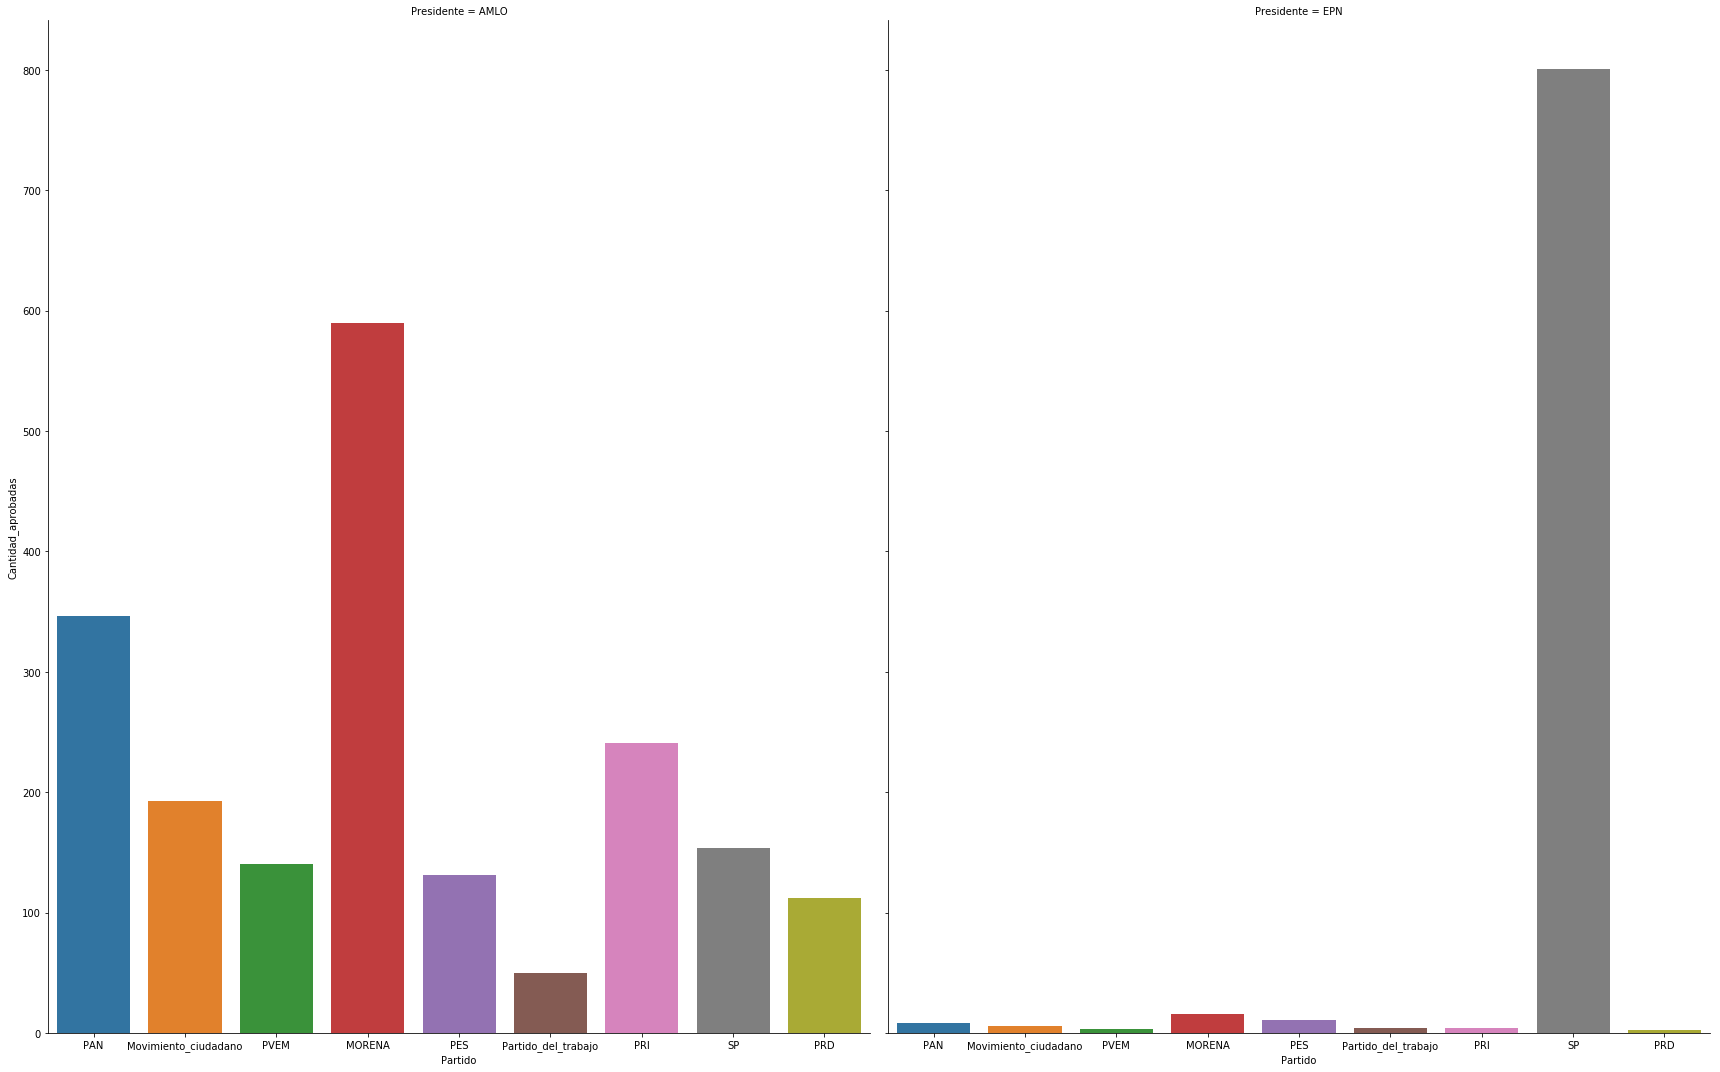 Presidente = AMLO
Presidente = EPN
Cantidad_aprobadas
800
700
600
500
400
300
200
100
0
PAN Movimiento_ciudadano PVEM MORENA PES Partido_del_trabajo PRI SP PRD
Partido
PAN Movimiento_ciudadano PVEM MORENA PES Partido_del_trabajo PRI SP PRD
Partido